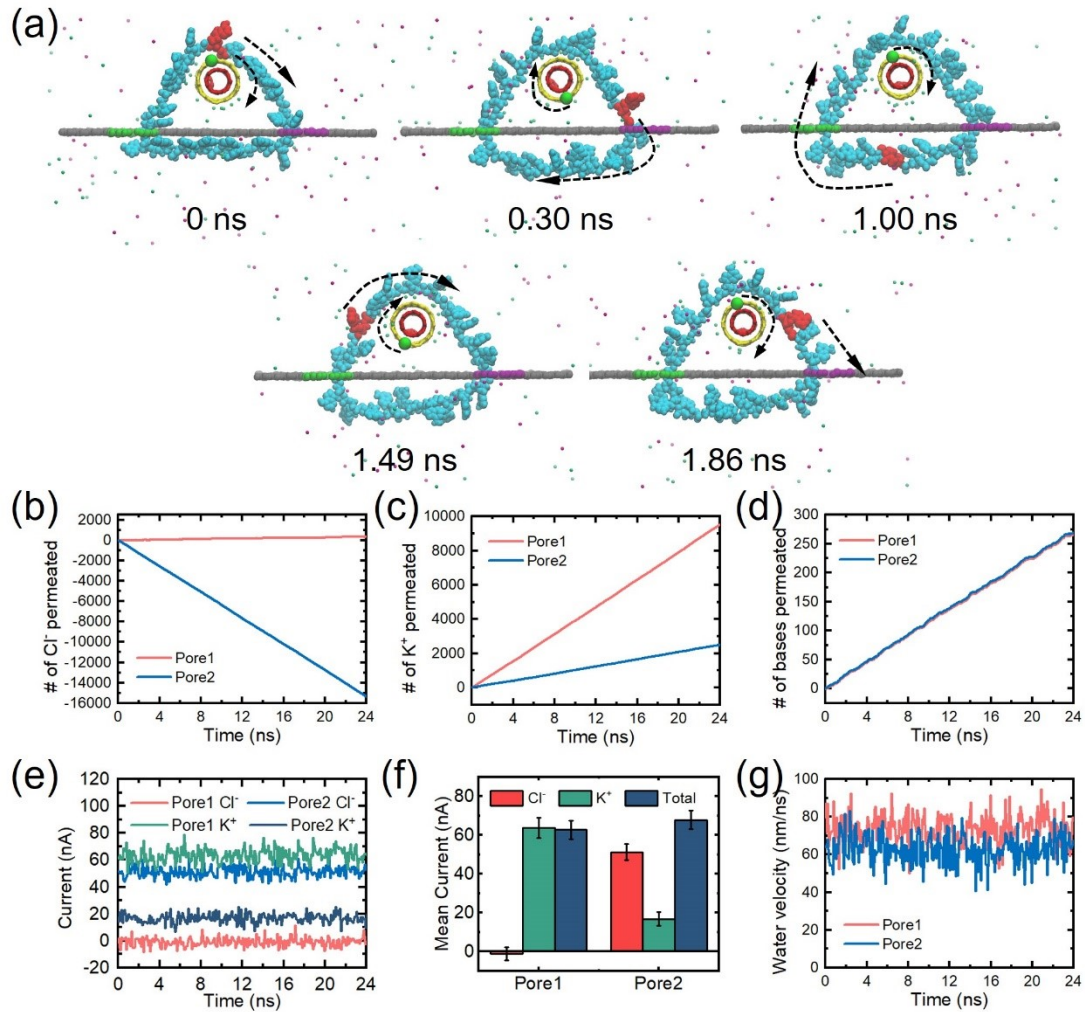 (a)
0 ns
0.30 ns
1.00 ns
1.49 ns
1.86 ns
(b)
# of Cl⁻ permeated
2000
0
-2000
-4000
-6000
-8000
-10000
-12000
-14000
-16000
Pore1
Pore2
0 4 8 12 16 20 24
Time (ns)
(c)
# of K⁺ permeated
10000
8000
6000
4000
2000
0
Pore1
Pore2
0 4 8 12 16 20 24
Time (ns)
(d)
# of bases permeated
300
250
200
150
100
50
0
Pore1
Pore2
0 4 8 12 16 20 24
Time (ns)
(e)
Current (nA)
120
100
80
60
40
20
0
-20
Pore1 Cl⁻ Pore2 Cl⁻
Pore1 K⁺ Pore2 K⁺
0 4 8 12 16 20 24
Time (ns)
(f)
Mean Current (nA)
80
60
40
20
0
Cl⁻ K⁺ Total
Pore1 Pore2
(g)
Water velocity (nm/ns)
100
80
60
40
20
0
Pore1
Pore2
0 4 8 12 16 20 24
Time (ns)